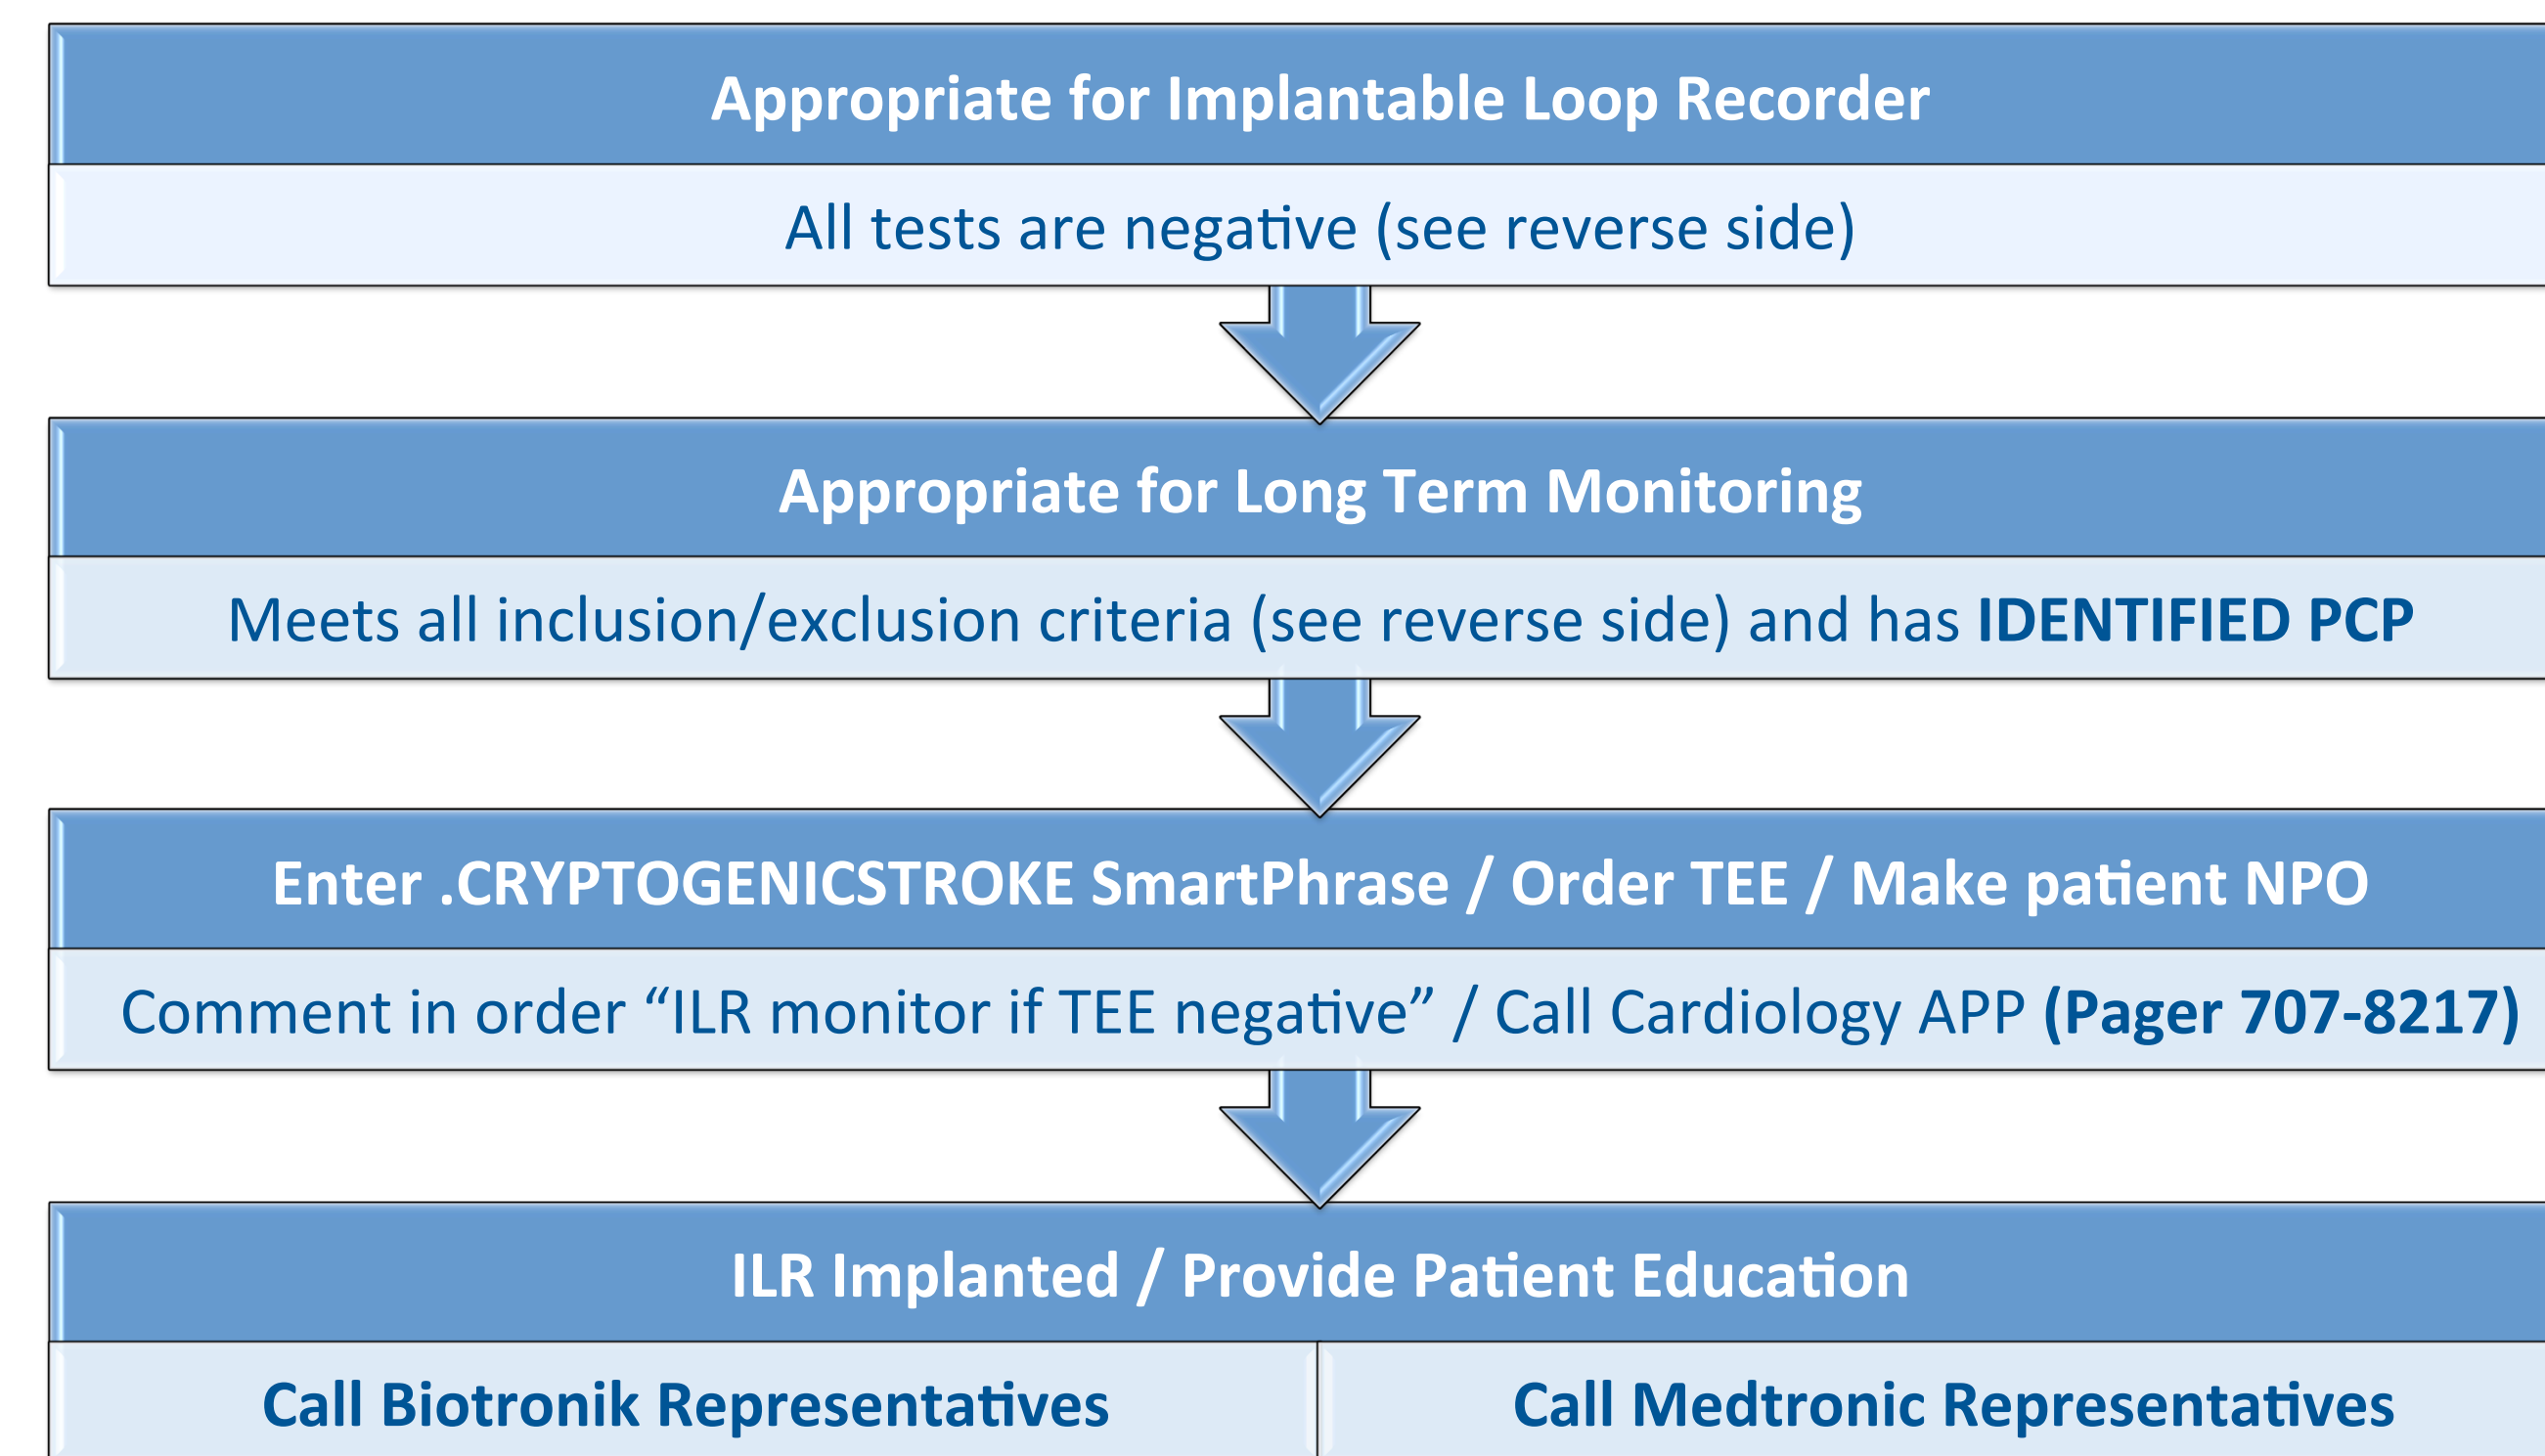 Appropriate for Implantable Loop Recorder
All tests are negative (see reverse side)
Appropriate for Long Term Monitoring
Meets all inclusion/exclusion criteria (see reverse side) and has IDENTIFIED PCP
Enter .CRYPTOGENICSTROKE SmartPhrase / Order TEE / Make patient NPO
Comment in order “ILR monitor if TEE negative” / Call Cardiology APP (Pager 707-8217)
ILR Implanted / Provide Patient Education
Call Biotronik Representatives
Call Medtronic Representatives